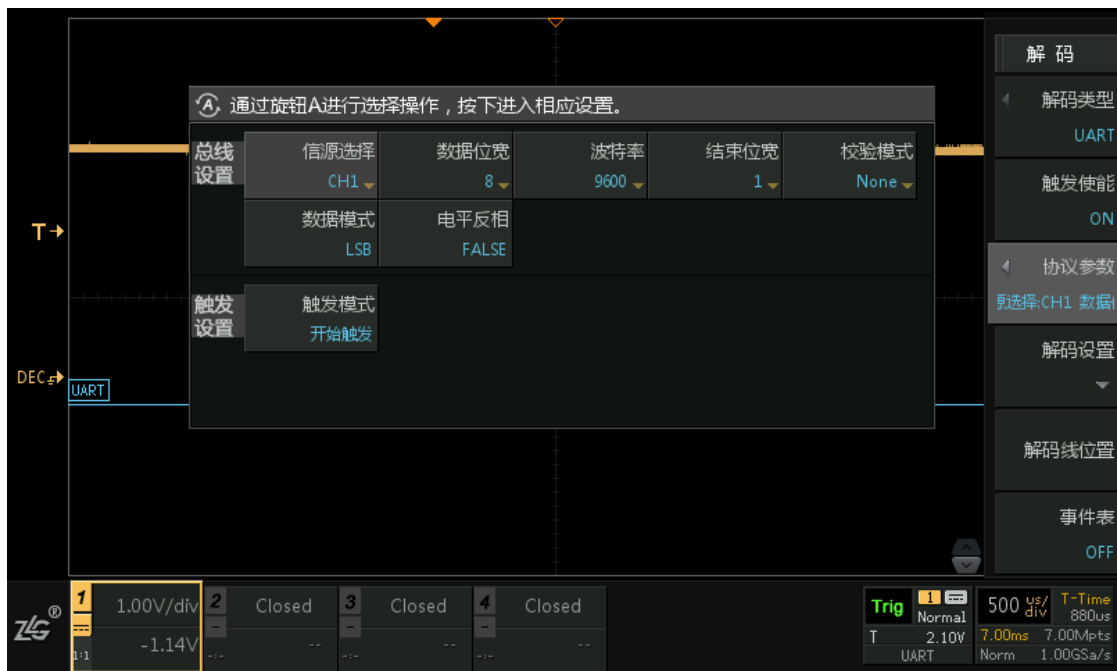 解 码
通过旋钮A进行选择操作，按下进入相应设置。
总线设置
信源选择 数据位宽 波特率 结束位宽 校验模式
CH1 8 9600 1 None
数据模式 电平反相
LSB FALSE
触发设置
触发模式
开始触发
T
DEC
UART
解码类型
UART
触发使能
ON
协议参数
选择:CH1 数据
解码设置
解码线位置
事件表
OFF
ZLG®
1 1.00V/div 2 Closed 3 Closed 4 Closed
-1.14V -- -- --
1:1 -:- -:- -:-
Trig 1 Normal
T 2.10V
UART
500 us/div T-Time 880us
7.00ms 7.00Mpts
Norm 1.00GSa/s